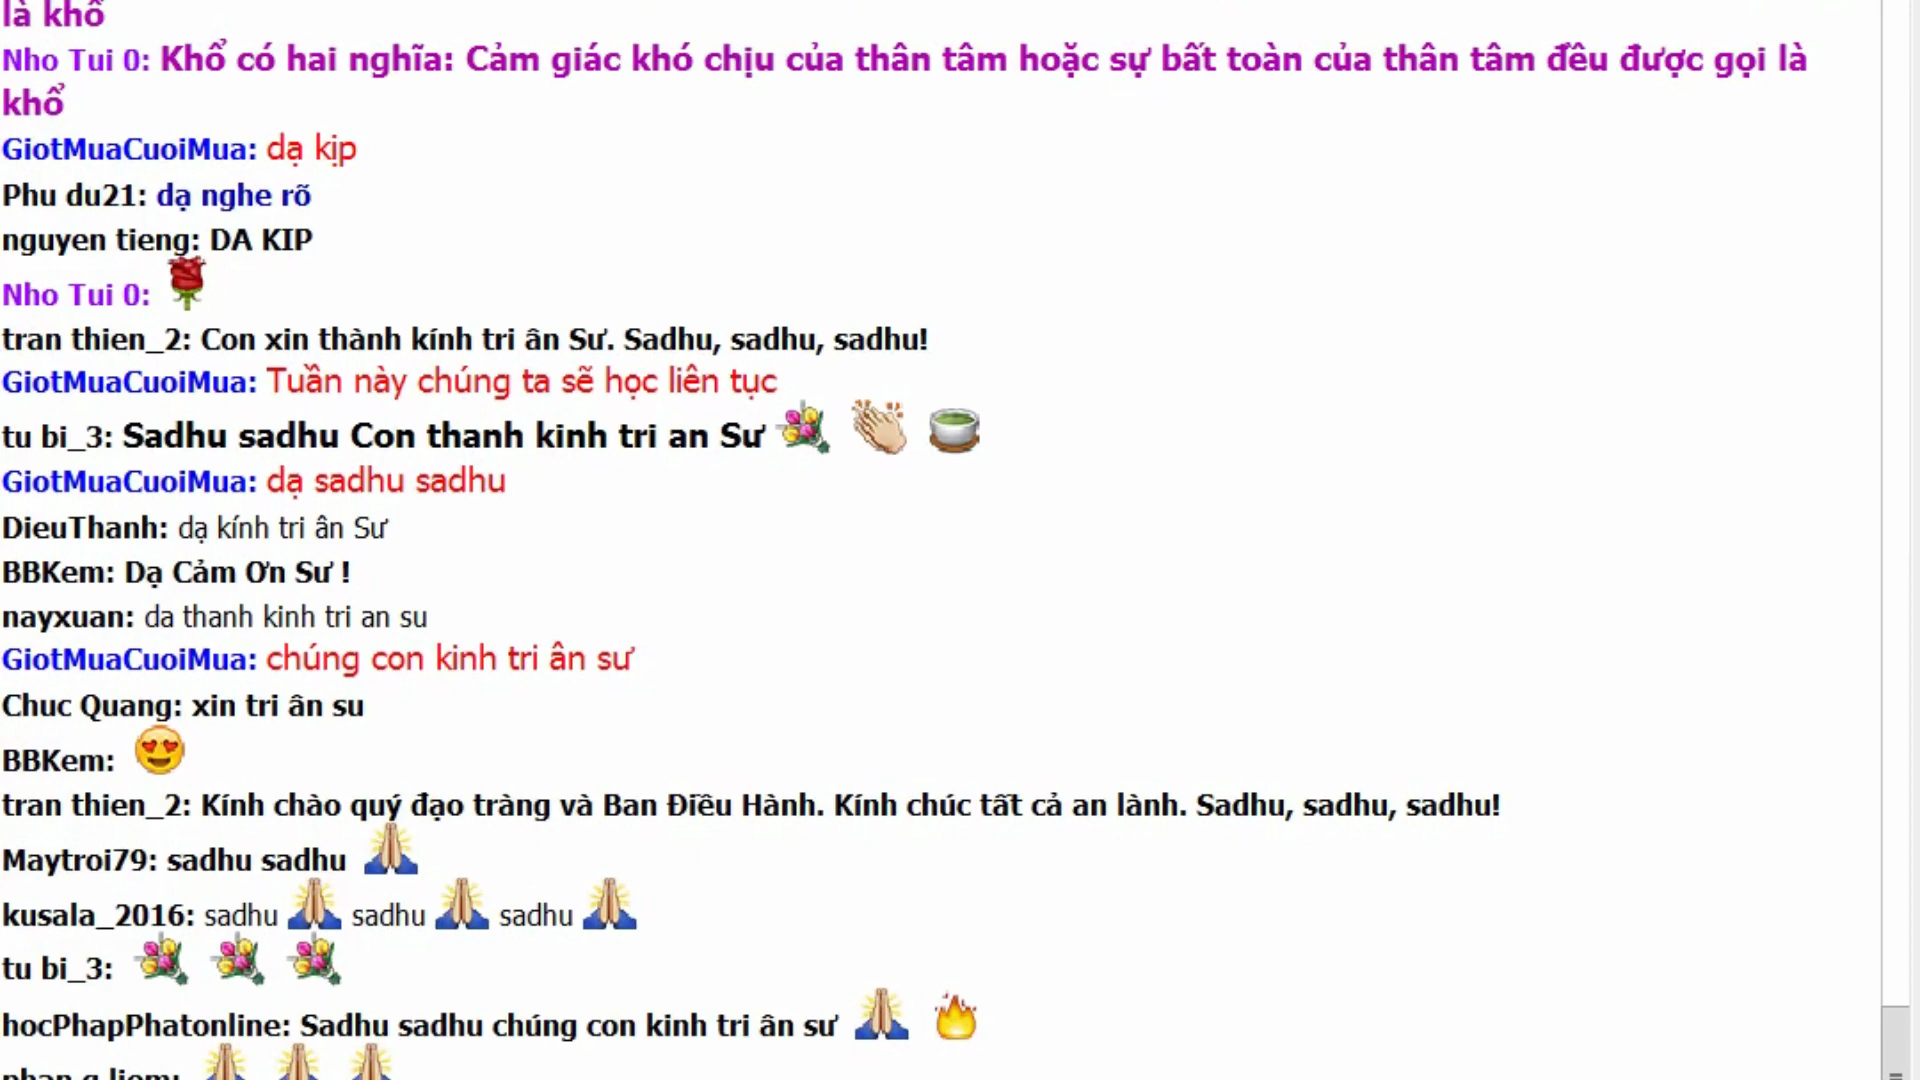 là khổ
Nho Tui 0: Khổ có hai nghĩa: Cảm giác khó chịu của thân tâm hoặc sự bất toàn của thân tâm đều được gọi là
khổ
GiotMuaCuoiMua: dạ kịp
Phu du21: dạ nghe rõ
nguyen tieng: DA KIP
Nho Tui 0:
tran thien_2: Con xin thành kính tri ân Sư. Sadhu, sadhu, sadhu!
GiotMuaCuoiMua: Tuần này chúng ta sẽ học liên tục
tu bi_3: Sadhu sadhu Con thanh kinh tri an Sư
GiotMuaCuoiMua: dạ sadhu sadhu
DieuThanh: dạ kính tri ân Sư
BBKem: Dạ Cảm Ơn Sư !
nayxuan: da thanh kinh tri an su
GiotMuaCuoiMua: chúng con kinh tri ân sư
Chuc Quang: xin tri ân su
BBKem:
tran thien_2: Kính chào quý đạo tràng và Ban Điều Hành. Kính chúc tất cả an lành. Sadhu, sadhu, sadhu!
Maytroi79: sadhu sadhu
kusala_2016: sadhu sadhu sadhu
tu bi_3:
hocPhapPhatonline: Sadhu sadhu chúng con kinh tri ân sư
phan q liem: